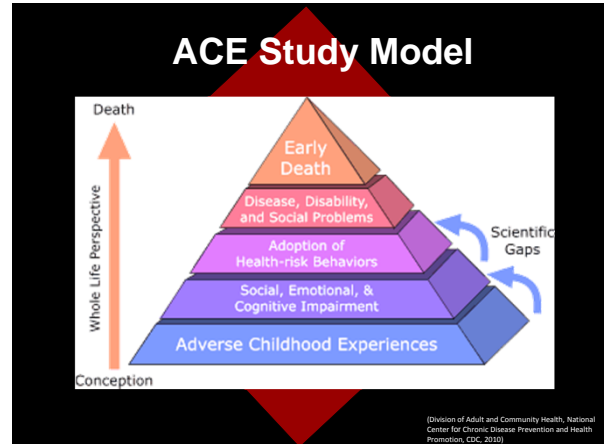 ACE Study Model
Death
Early
Death
Disease, Disability,
and Social Problems
Scientific
Gaps
Adoption of
Health-risk Behaviors
Whole Life Perspective
Social, Emotional, &
Cognitive Impairment
Adverse Childhood Experiences
Conception
(Division of Adult and Community Health, National
Center for Chronic Disease Prevention and Health
Promotion, CDC, 2010)